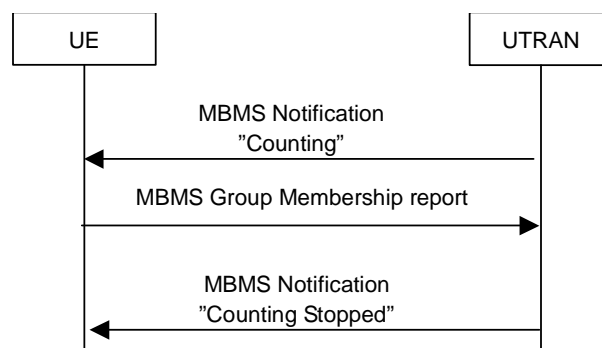 UE
UTRAN
MBMS Notification
”Counting”
MBMS Group Membership report
MBMS Notification
”Counting Stopped”